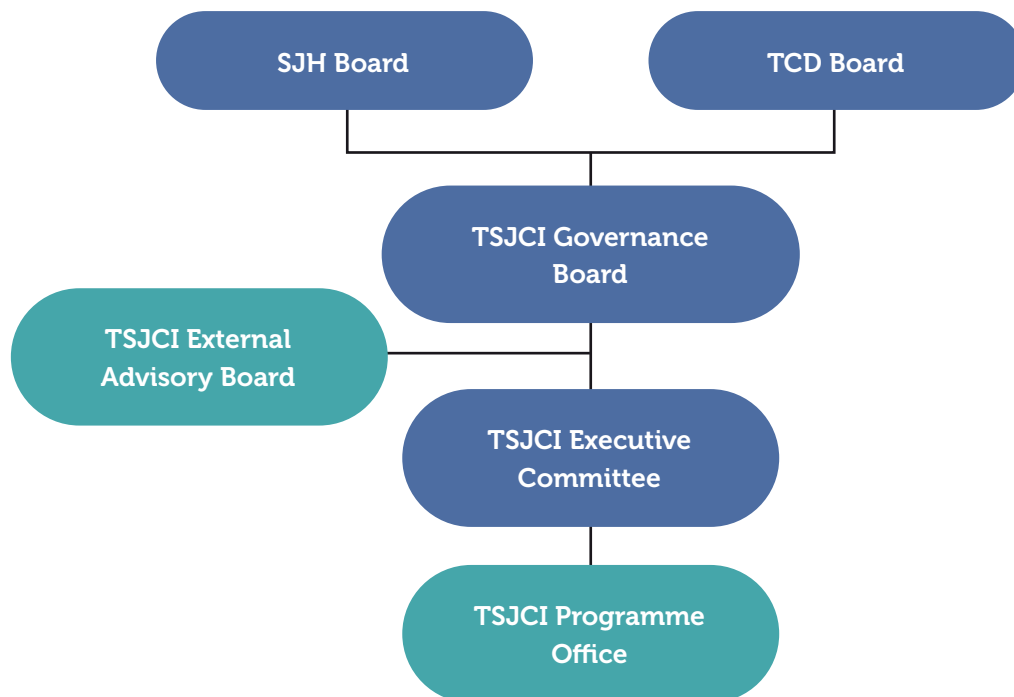 SJH Board
TCD Board
TSJCI Governance
Board
TSJCI External
Advisory Board
TSJCI Executive
Committee
TSJCI Programme
Office